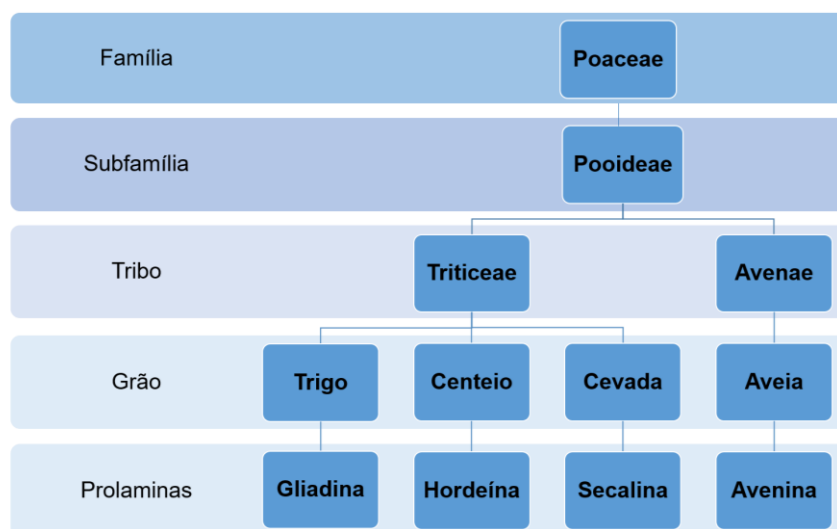 Família
Poaceae
Subfamília
Pooideae
Tribo
Triticeae
Avenae
Grão
Trigo
Centeio
Cevada
Aveia
Prolaminas
Gliadina
Hordeína
Secalina
Avenina